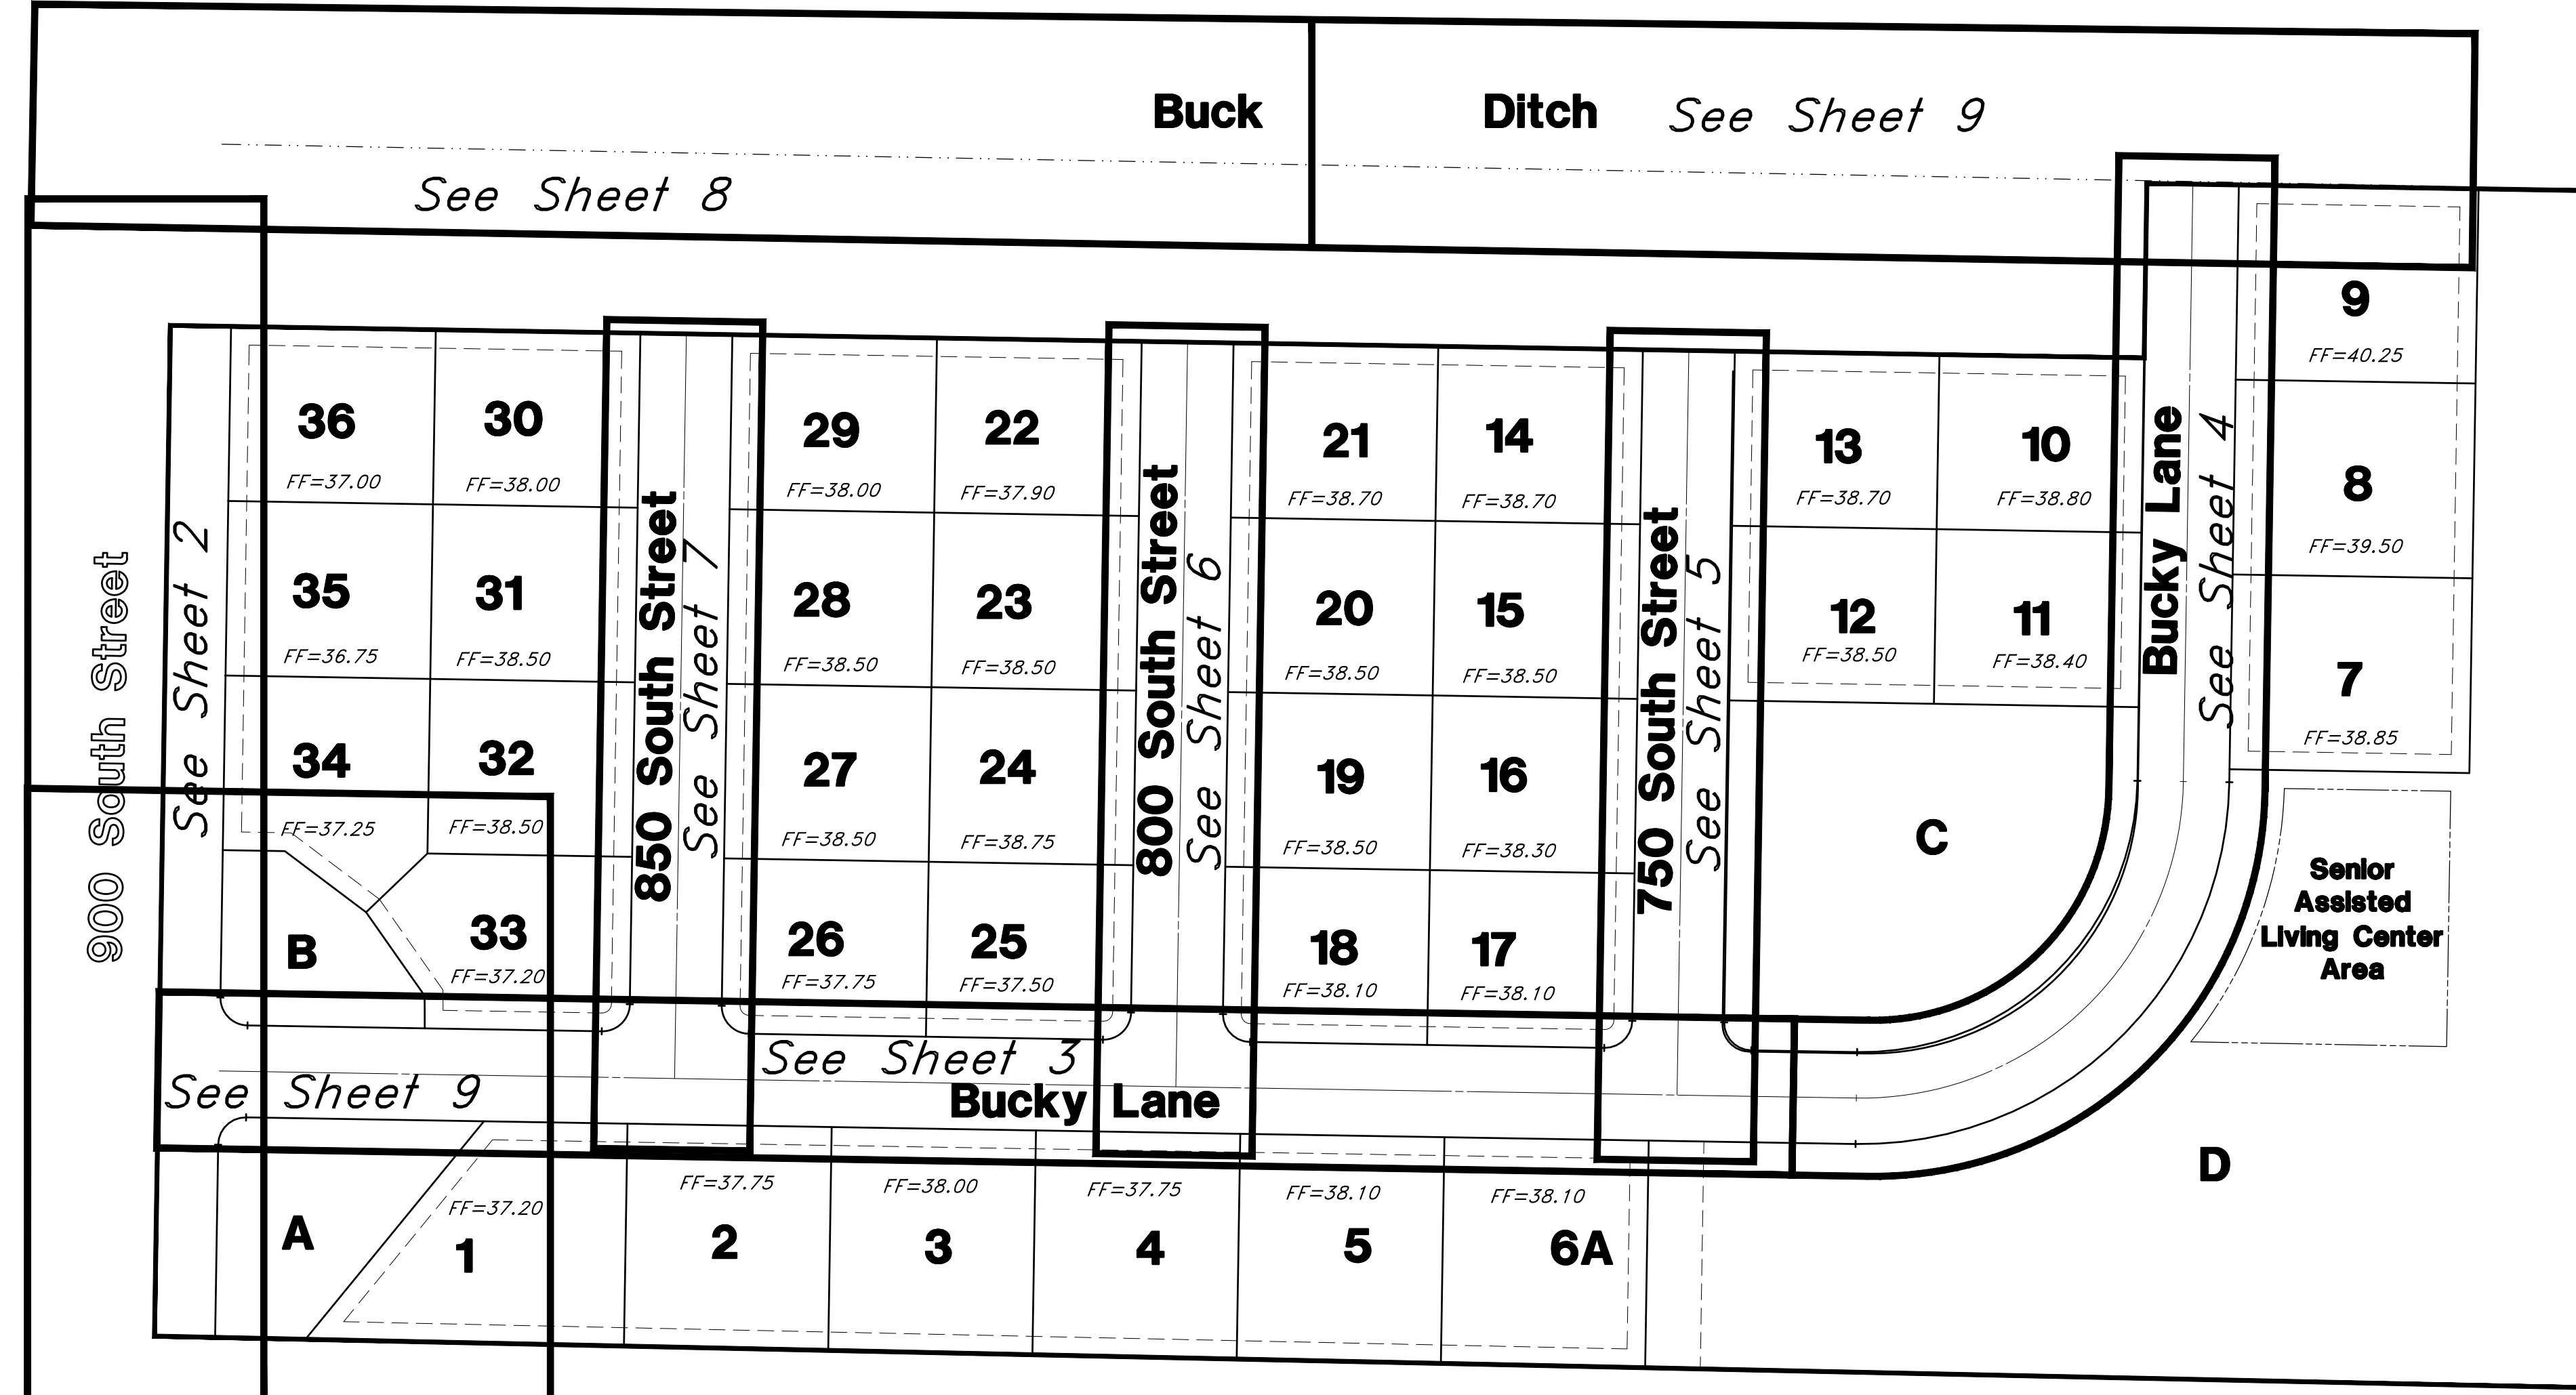 Buck Ditch See Sheet 9
See Sheet 8
900 South Street
See Sheet 2
36
FF=37.00
30
FF=38.00
35
FF=36.75
31
FF=38.50
34
FF=37.25
32
FF=38.50
B
33
FF=37.20
850 South Street
See Sheet 7
29
FF=38.00
22
FF=37.90
28
FF=38.50
23
FF=38.50
27
FF=38.50
24
FF=38.75
26
FF=37.75
25
FF=37.50
800 South Street
See Sheet 6
21
FF=38.70
14
FF=38.70
20
FF=38.50
15
FF=38.50
19
FF=38.50
16
FF=38.30
18
FF=38.10
17
FF=38.10
750 South Street
See Sheet 5
13
FF=38.70
10
FF=38.80
12
FF=38.50
11
FF=38.40
C
Bucky Lane
See Sheet 4
9
FF=40.25
8
FF=39.50
7
FF=38.85
Senior
Assisted
Living Center
Area
D
See Sheet 3
See Sheet 9
Bucky Lane
A
FF=37.20
1
FF=37.75
2
FF=38.00
3
FF=37.75
4
FF=38.10
5
FF=38.10
6A